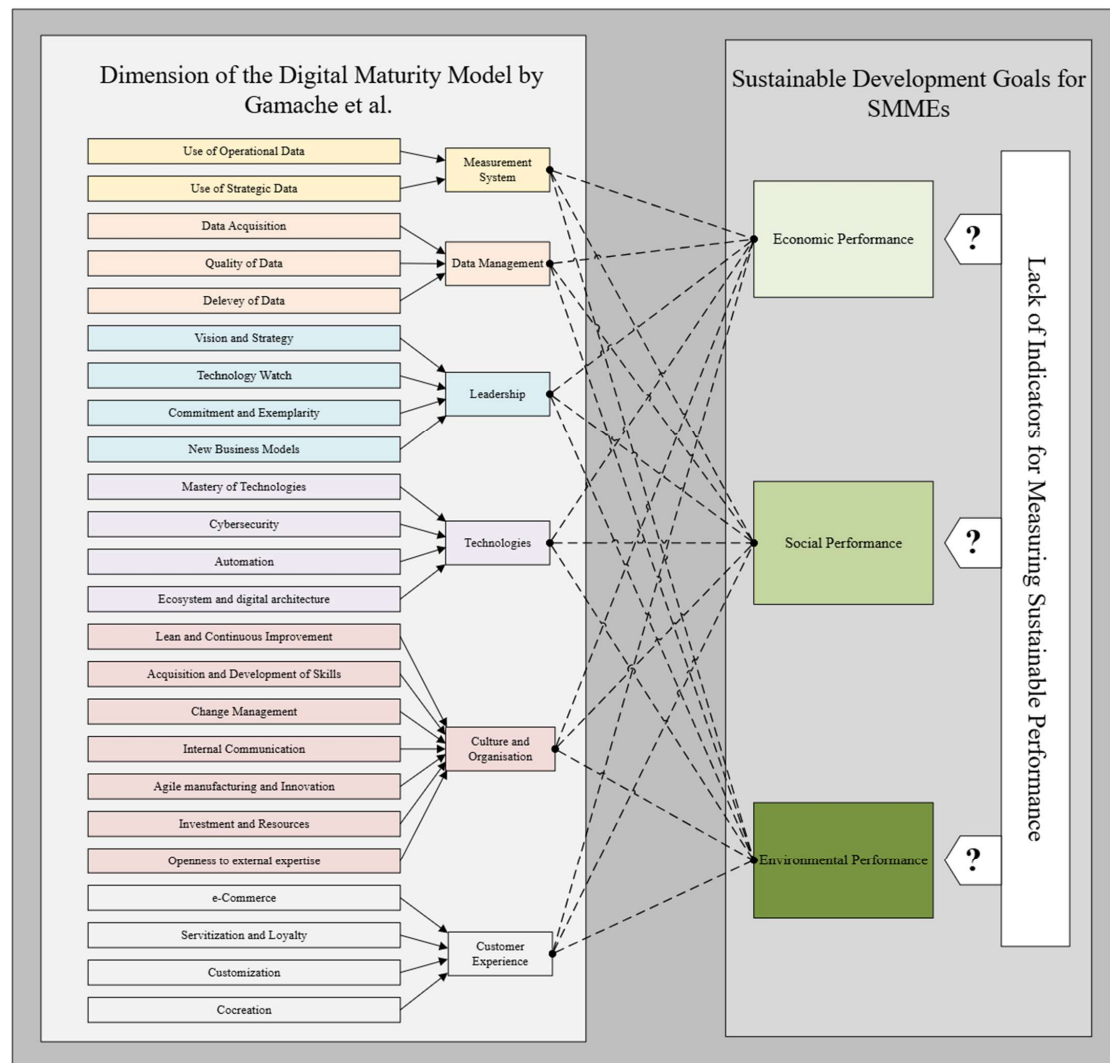 Dimension of the Digital Maturity Model by
Gamache et al.
Use of Operational Data
Use of Strategic Data
Data Acquisition
Quality of Data
Delevey of Data
Vision and Strategy
Technology Watch
Commitment and Exemplarity
New Business Models
Mastery of Technologies
Cybersecurity
Automation
Ecosystem and digital architecture
Lean and Continuous Improvement
Acquisition and Development of Skills
Change Management
Internal Communication
Agile manufacturing and Innovation
Investment and Resources
Openness to external expertise
e-Commerce
Servitization and Loyalty
Customization
Cocreation
Measurement
System
Data Management
Leadership
Technologies
Culture and
Organisation
Customer
Experience
Sustainable Development Goals for
SMMEs
Economic Performance
Social Performance
Environmental Performance
?
?
?
Lack of Indicators for Measuring Sustainable Performance